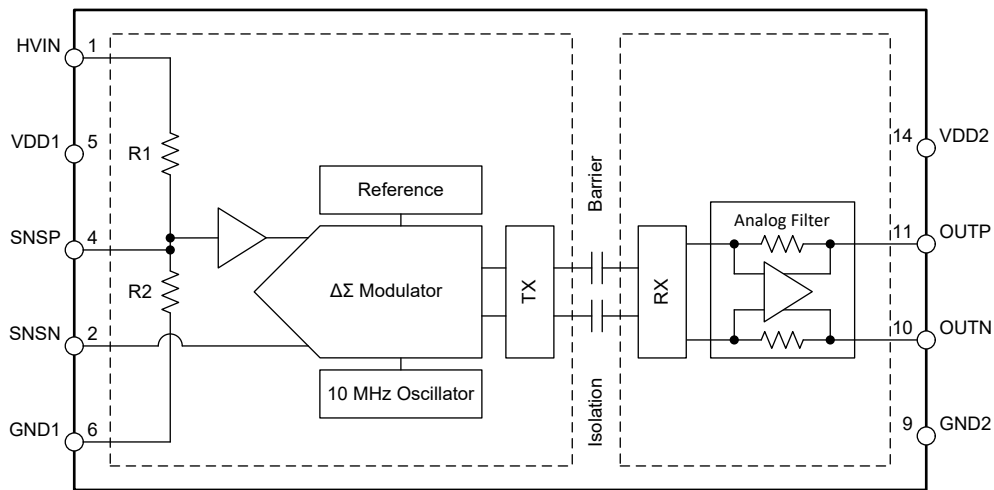 HVIN
1
VDD1
5
R1
SNSP
4
R2
SNSN
2
GND1
6
Reference
ΔΣ Modulator
10 MHz Oscillator
TX
Barrier
Isolation
RX
Analog Filter
14
VDD2
11
OUTP
10
OUTN
9
GND2